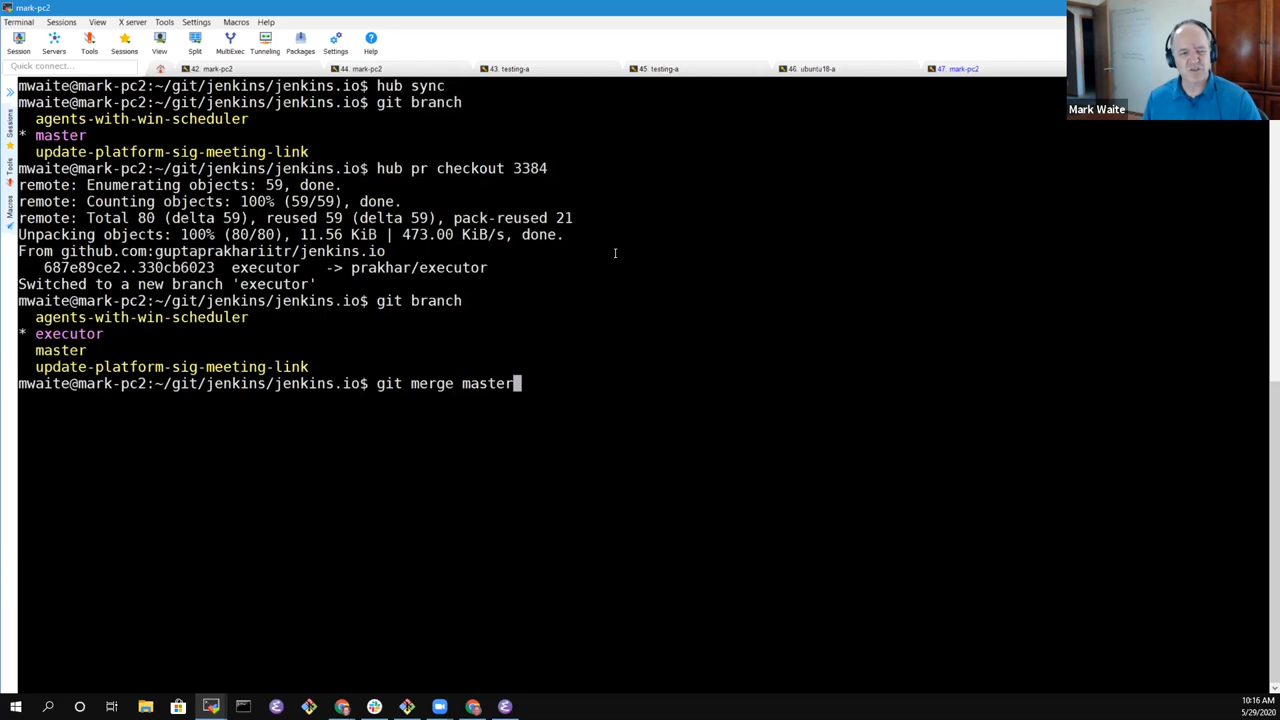 mark-pc2
Terminal Sessions View X server Tools Settings Macros Help
Session Servers Tools Sessions View Split MultiExec Tunneling Packages Settings Help
Quick connect...
42. mark-pc2 44. mark-pc2 43. testing-a 45. testing-a 46. ubuntu18-a 47. mark-pc2
Sessions
Tools
Macros
mwaite@mark-pc2:~/git/jenkins/jenkins.io$ hub sync
mwaite@mark-pc2:~/git/jenkins/jenkins.io$ git branch
agents-with-win-scheduler
* master
update-platform-sig-meeting-link
mwaite@mark-pc2:~/git/jenkins/jenkins.io$ hub pr checkout 3384
remote: Enumerating objects: 59, done.
remote: Counting objects: 100% (59/59), done.
remote: Total 80 (delta 59), reused 59 (delta 59), pack-reused 21
Unpacking objects: 100% (80/80), 11.56 KiB | 473.00 KiB/s, done.
From github.com:guptaprakhariitr/jenkins.io
687e89ce2..330cb6023 executor -> prakhar/executor
Switched to a new branch 'executor'
mwaite@mark-pc2:~/git/jenkins/jenkins.io$ git branch
agents-with-win-scheduler
* executor
master
update-platform-sig-meeting-link
mwaite@mark-pc2:~/git/jenkins/jenkins.io$ git merge master
Mark Waite
10:16 AM
5/29/2020